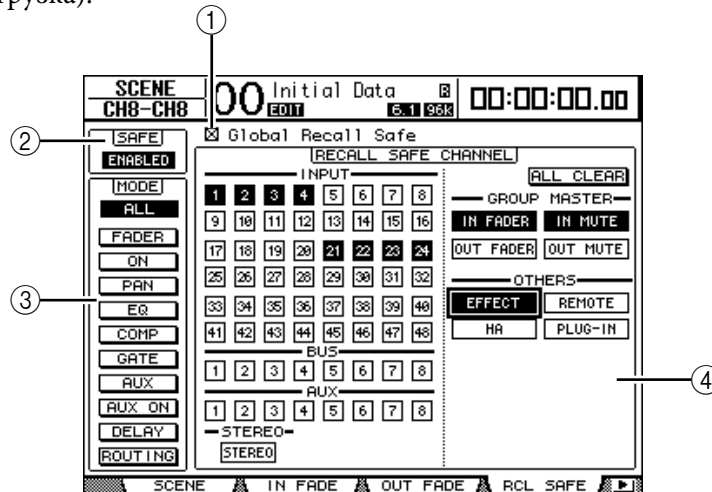 грузка).
①
SCENE
CH8-CH8
00 Initial Data R
EDIT 6.1 96k
00:00:00.00
②
SAFE
ENABLED
Global Recall Safe
RECALL SAFE CHANNEL
③
MODE
ALL
FADER
ON
PAN
EQ
COMP
GATE
AUX
AUX ON
DELAY
ROUTING
INPUT
1 2 3 4 5 6 7 8
9 10 11 12 13 14 15 16
17 18 19 20 21 22 23 24
25 26 27 28 29 30 31 32
33 34 35 36 37 38 39 40
41 42 43 44 45 46 47 48
BUS
1 2 3 4 5 6 7 8
AUX
1 2 3 4 5 6 7 8
STEREO
STEREO
ALL CLEAR
GROUP MASTER
IN FADER IN MUTE
OUT FADER OUT MUTE
OTHERS
EFFECT REMOTE
HA PLUG-IN
④
SCENE IN FADE OUT FADE RCL SAFE